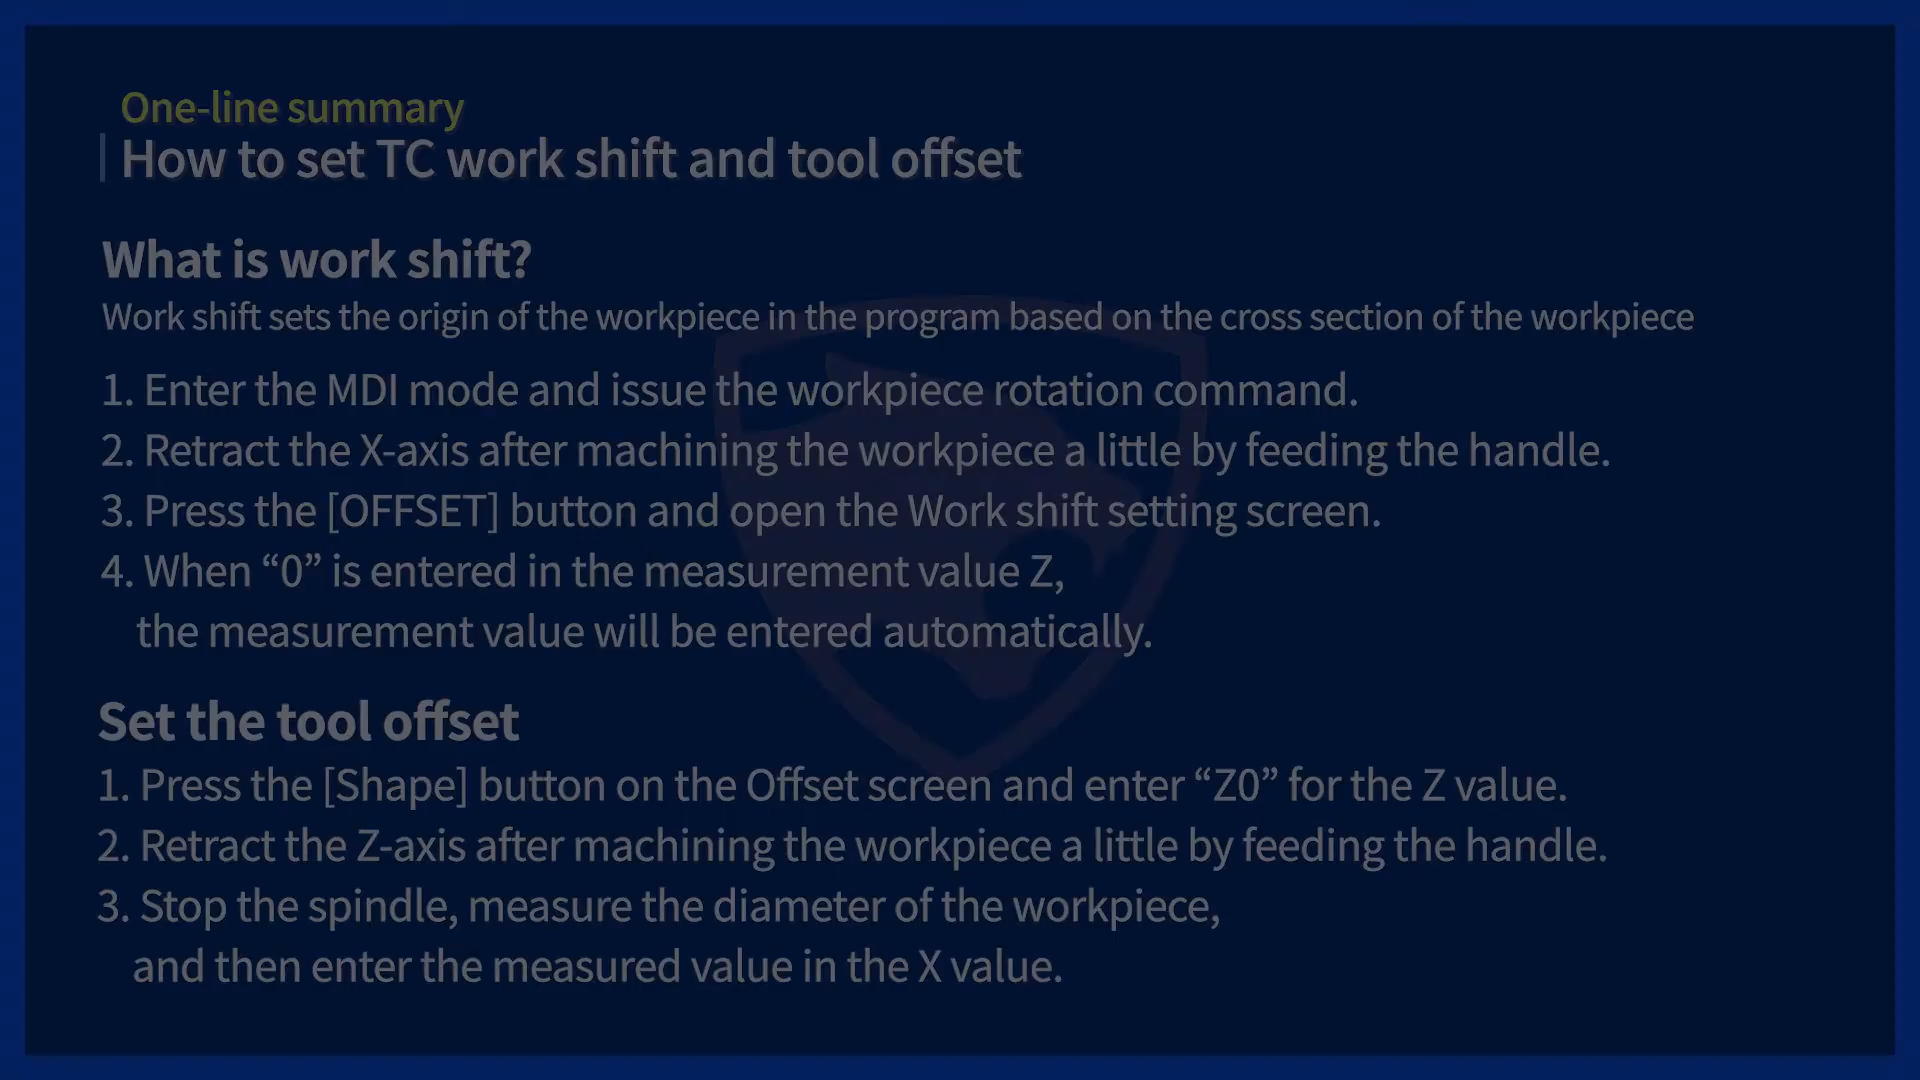 One-line summary
How to set TC work shift and tool offset
What is work shift?
Work shift sets the origin of the workpiece in the program based on the cross section of the workpiece
1. Enter the MDI mode and issue the workpiece rotation command.
2. Retract the X-axis after machining the workpiece a little by feeding the handle.
3. Press the [OFFSET] button and open the Work shift setting screen.
4. When “0” is entered in the measurement value Z,
the measurement value will be entered automatically.
Set the tool offset
1. Press the [Shape] button on the Offset screen and enter “Z0” for the Z value.
2. Retract the Z-axis after machining the workpiece a little by feeding the handle.
3. Stop the spindle, measure the diameter of the workpiece,
and then enter the measured value in the X value.